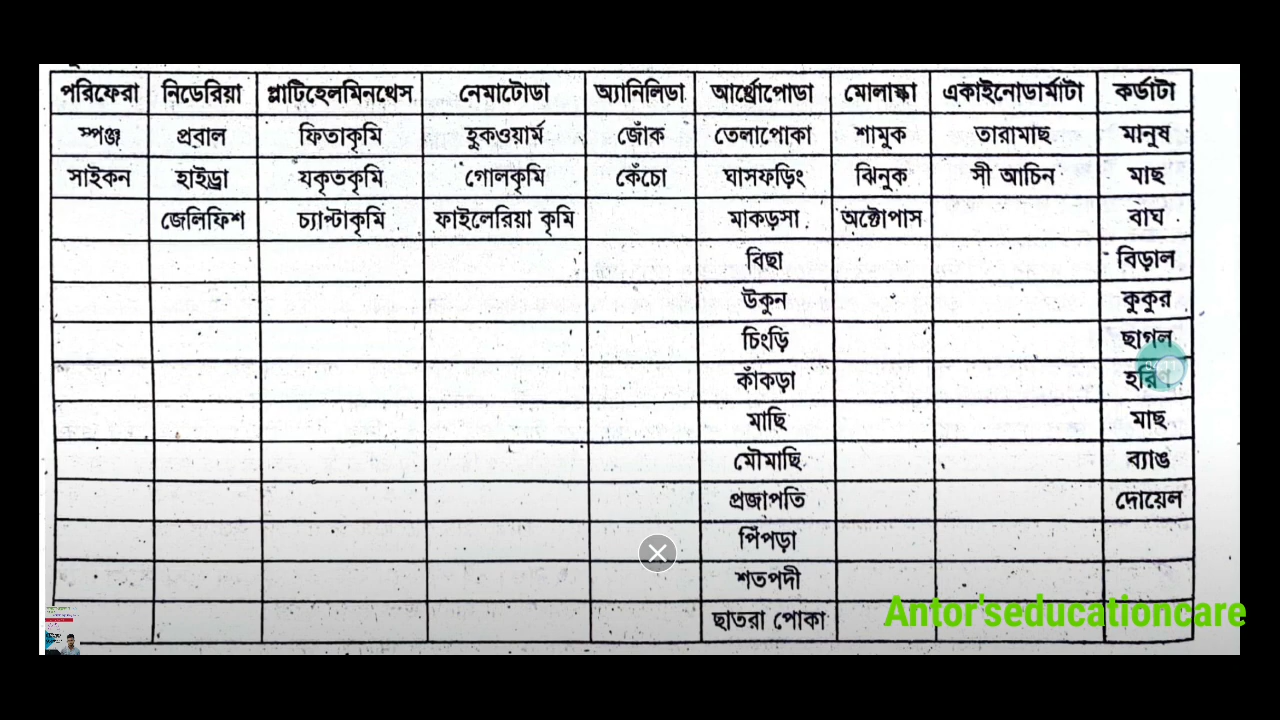 পরিফেরা নিডেরিয়া প্লাটিহেলমিনথেস নেমাটোডা অ্যানিলিডা আর্থ্রোপোডা মোলাস্কা একাইনোডার্মাটা কর্ডাটা
স্পঞ্জ প্রবাল ফিতাকৃমি হুকওয়ার্ম জোঁক তেলাপোকা শামুক তারামাছ মানুষ
সাইকন হাইড্রা যকৃতকৃমি গোলকৃমি কেঁচো ঘাসফড়িং ঝিনুক সী আচিন মাছ
জেলিফিশ চ্যাপ্টাকৃমি ফাইলেরিয়া কৃমি মাকড়সা অক্টোপাস বাঘ
বিছা বিড়াল
উকুন কুকুর
চিংড়ি ছাগল
কাঁকড়া
মাছি মাছ
মৌমাছি ব্যাঙ
প্রজাপতি দোয়েল
পিঁপড়া
শতপদী
ছাতরা পোকা
Antor'seducationcare